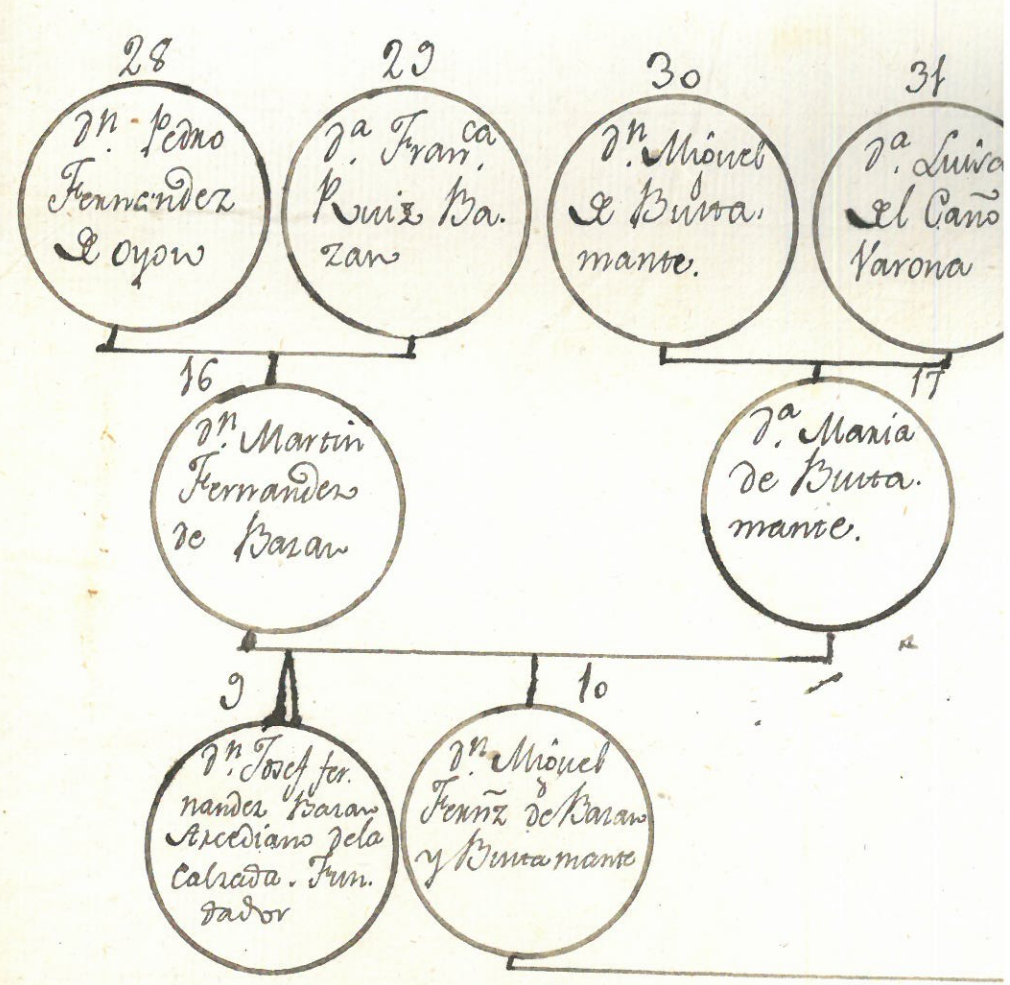 28
Dn. Pedro
Fernandez
de Oyon
29
Da. Fran.ca
Ruiz Ba.
zan
30
Dn. Miguel
de Busta.
mante.
31
Da. Luisa
del Caño
Varona
16
Dn. Martin
Fernandez
de Bazan
17
Da. Maria
de Busta.
mante.
9
Dn. Josef fer.
nandez Bazan
Arcediano dela
Calzada. Fun.
dador
10
Dn. Miguel
Fernz̃ de Bazan
y Bustamante